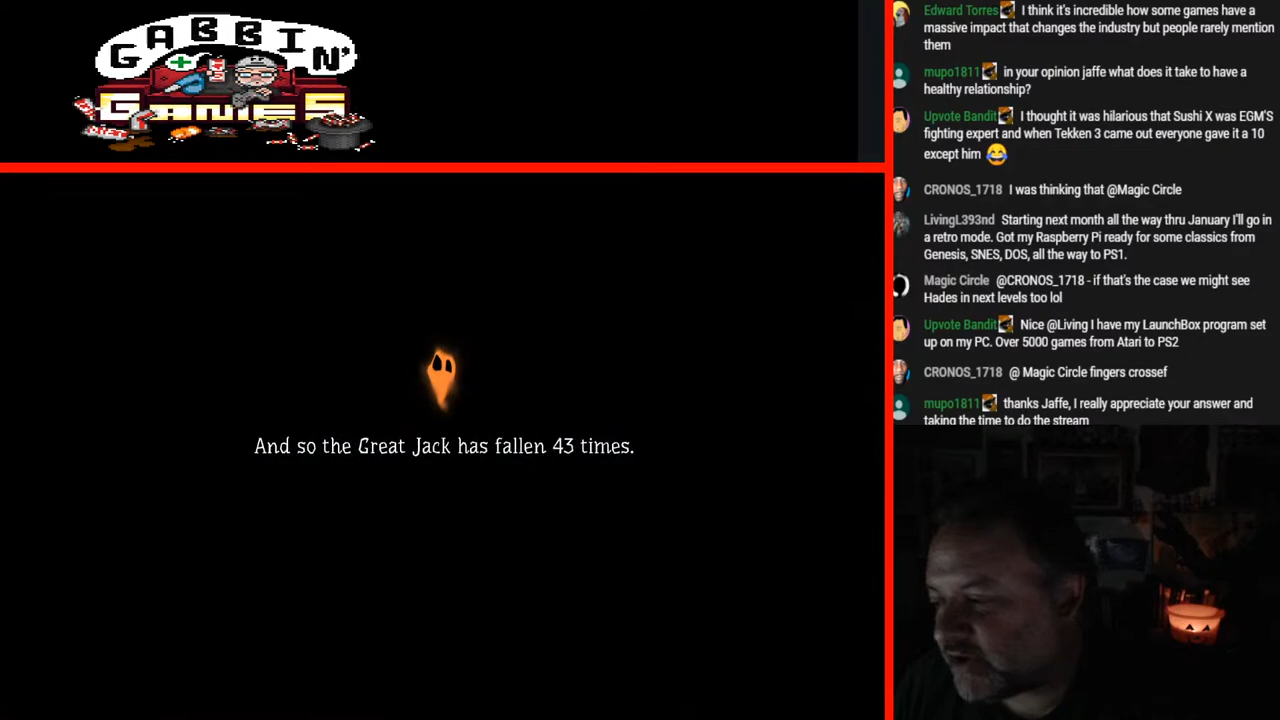 GABBIN'
GAMES
And so the Great Jack has fallen 43 times.
Edward Torres I think it's incredible how some games have a
massive impact that changes the industry but people rarely mention
them
mupo1811 in your opinion jaffe what does it take to have a
healthy relationship?
Upvote Bandit I thought it was hilarious that Sushi X was EGM'S
fighting expert and when Tekken 3 came out everyone gave it a 10
except him
CRONOS_1718 I was thinking that @Magic Circle
LivingL393nd Starting next month all the way thru January I'll go in
a retro mode. Got my Raspberry Pi ready for some classics from
Genesis, SNES, DOS, all the way to PS1.
Magic Circle @CRONOS_1718 - if that's the case we might see
Hades in next levels too lol
Upvote Bandit Nice @Living I have my LaunchBox program set
up on my PC. Over 5000 games from Atari to PS2
CRONOS_1718 @ Magic Circle fingers crossef
mupo1811 thanks Jaffe, I really appreciate your answer and
taking the time to do the stream